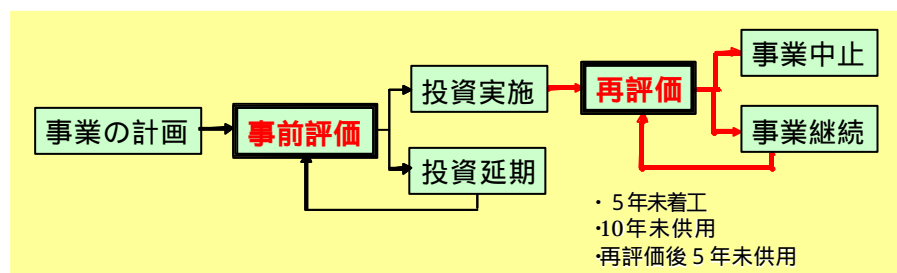 事業の計画
事前評価
投資実施
投資延期
再評価
事業中止
事業継続
・ 5年未着工
・10年未供用
・再評価後5年未供用